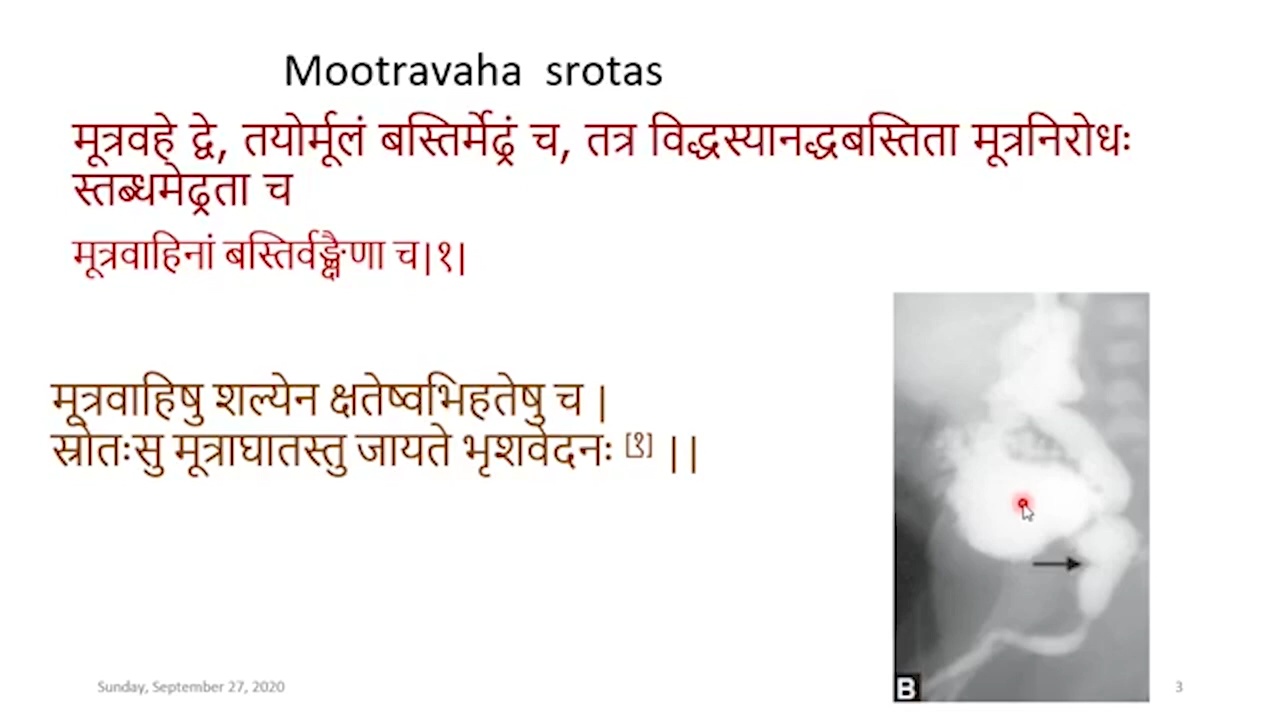 Mootravaha srotas
मूत्रवहे द्वे, तयोर्मूलं बस्तिर्मेढ्रं च, तत्र विद्धस्यानद्धबस्तिता मूत्रनिरोधः
स्तब्धमेढ्रता च
मूत्रवाहिनां बस्तिर्वङ्क्षैणा च|१|
मूत्रवाहिषु शल्येन क्षतेष्वभिहतेषु च |
स्रोतःसु मूत्राघातस्तु जायते भृशवेदनः [१] ||
B
Sunday, September 27, 2020
3